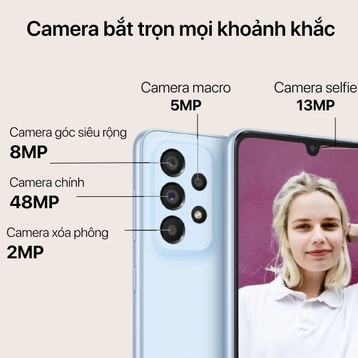 Camera bắt trọn mọi khoảnh khắc
Camera macro
5MP
Camera selfie
13MP
Camera góc siêu rộng
8MP
Camera chính
48MP
Camera xóa phông
2MP